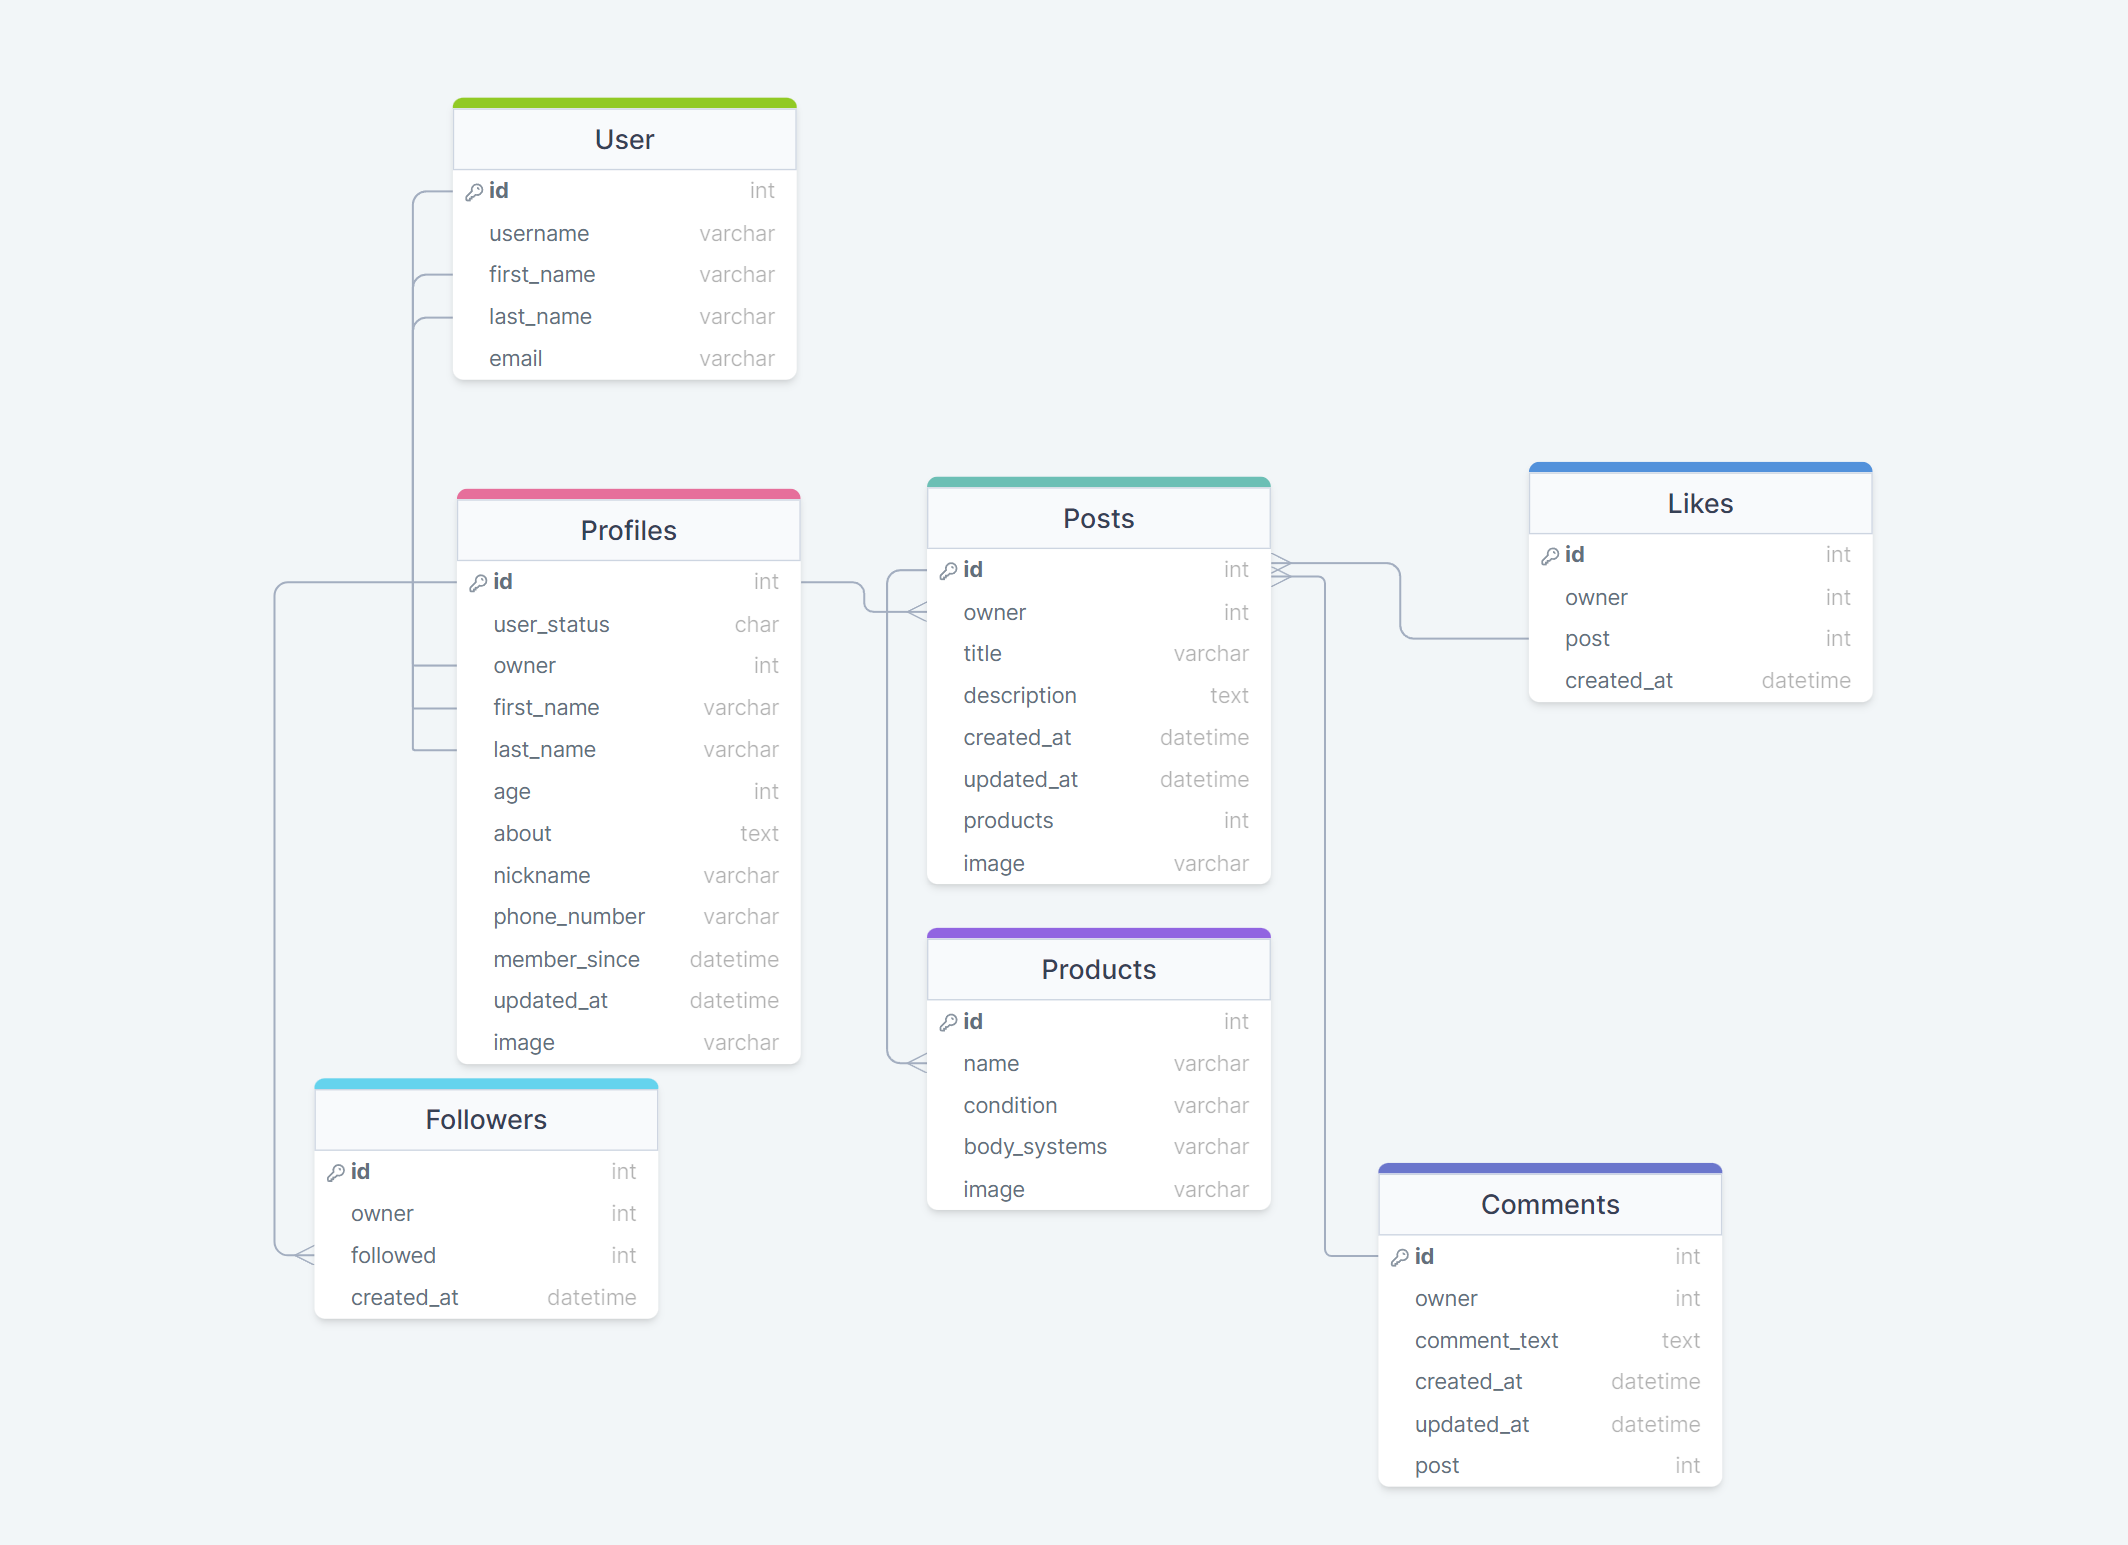 User
id int
username varchar
first_name varchar
last_name varchar
email varchar
Profiles
id int
user_status char
owner int
first_name varchar
last_name varchar
age int
about text
nickname varchar
phone_number varchar
member_since datetime
updated_at datetime
image varchar
Posts
id int
owner int
title varchar
description text
created_at datetime
updated_at datetime
products int
image varchar
Likes
id int
owner int
post int
created_at datetime
Products
id int
name varchar
condition varchar
body_systems varchar
image varchar
Followers
id int
owner int
followed int
created_at datetime
Comments
id int
owner int
comment_text text
created_at datetime
updated_at datetime
post int